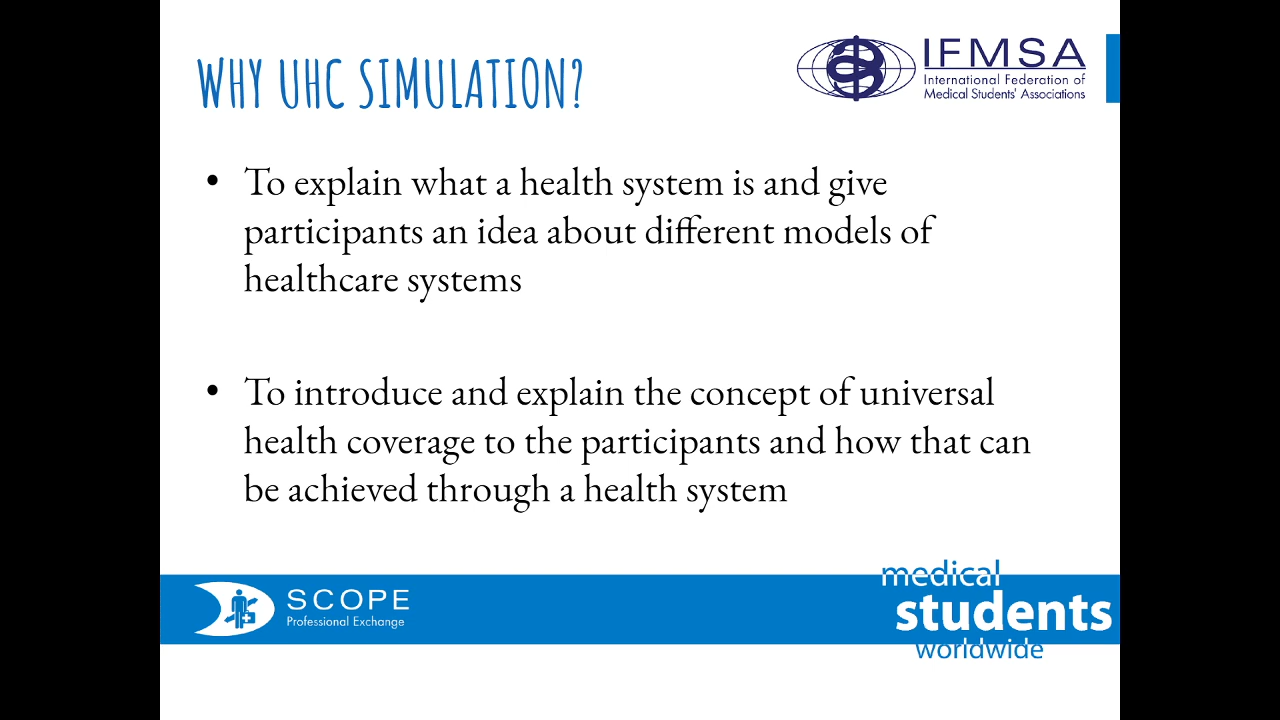 WHY UHC SIMULATION?
IFMSA
International Federation of
Medical Students' Associations
• To explain what a health system is and give
participants an idea about different models of
healthcare systems
• To introduce and explain the concept of universal
health coverage to the participants and how that can
be achieved through a health system
SCOPE
Professional Exchange
medical
students
worldwide